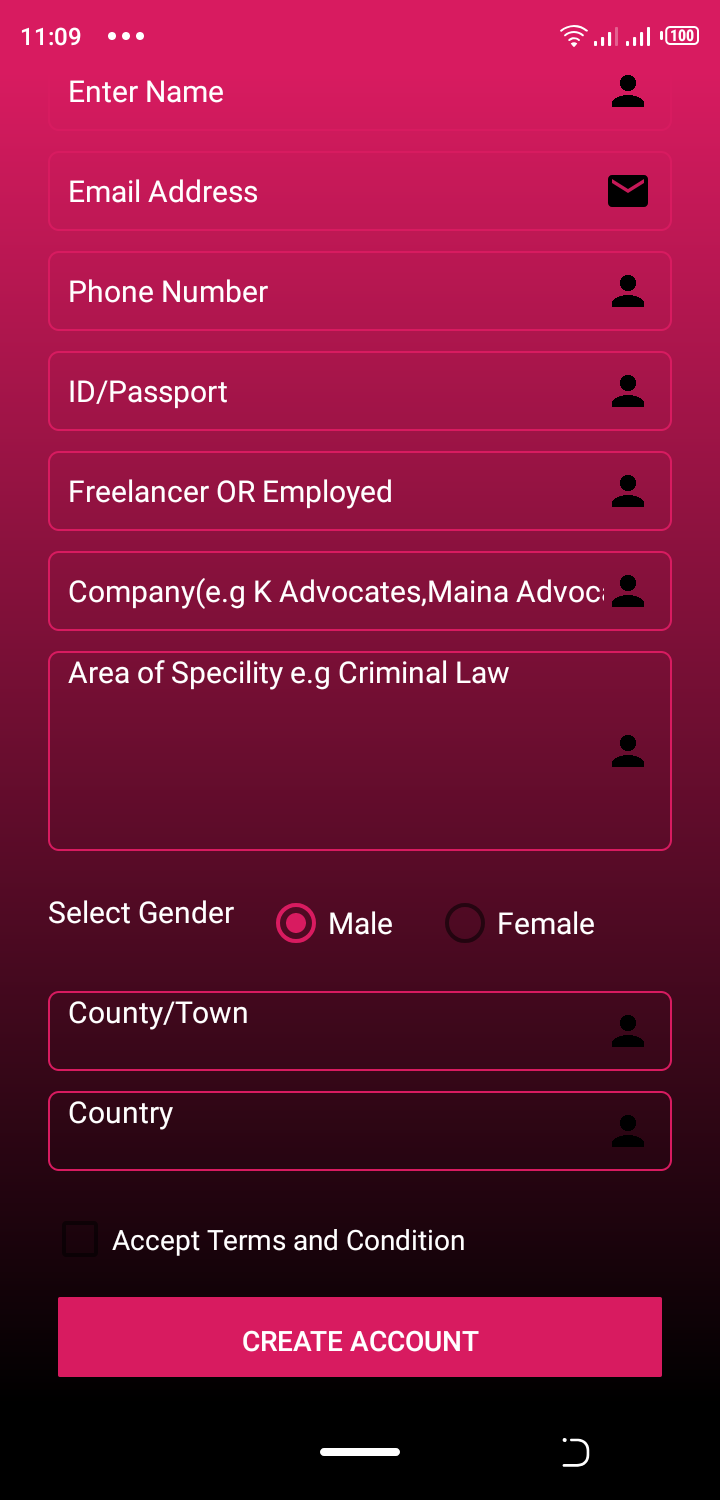 11:09
100
Enter Name
Email Address
Phone Number
ID/Passport
Freelancer OR Employed
Company(e.g K Advocates,Maina Advoca
Area of Specility e.g Criminal Law
Select Gender
Male
Female
County/Town
Country
Accept Terms and Condition
CREATE ACCOUNT